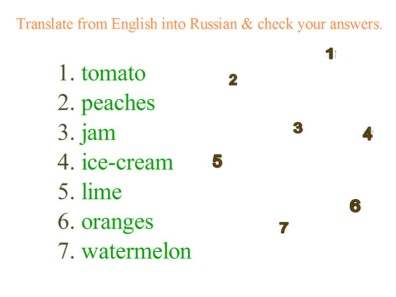 Translate from English into Russian & check your answers.
1. tomato
2. peaches
3. jam
4. ice-cream
5. lime
6. oranges
7. watermelon
1
2
3
4
5
6
7